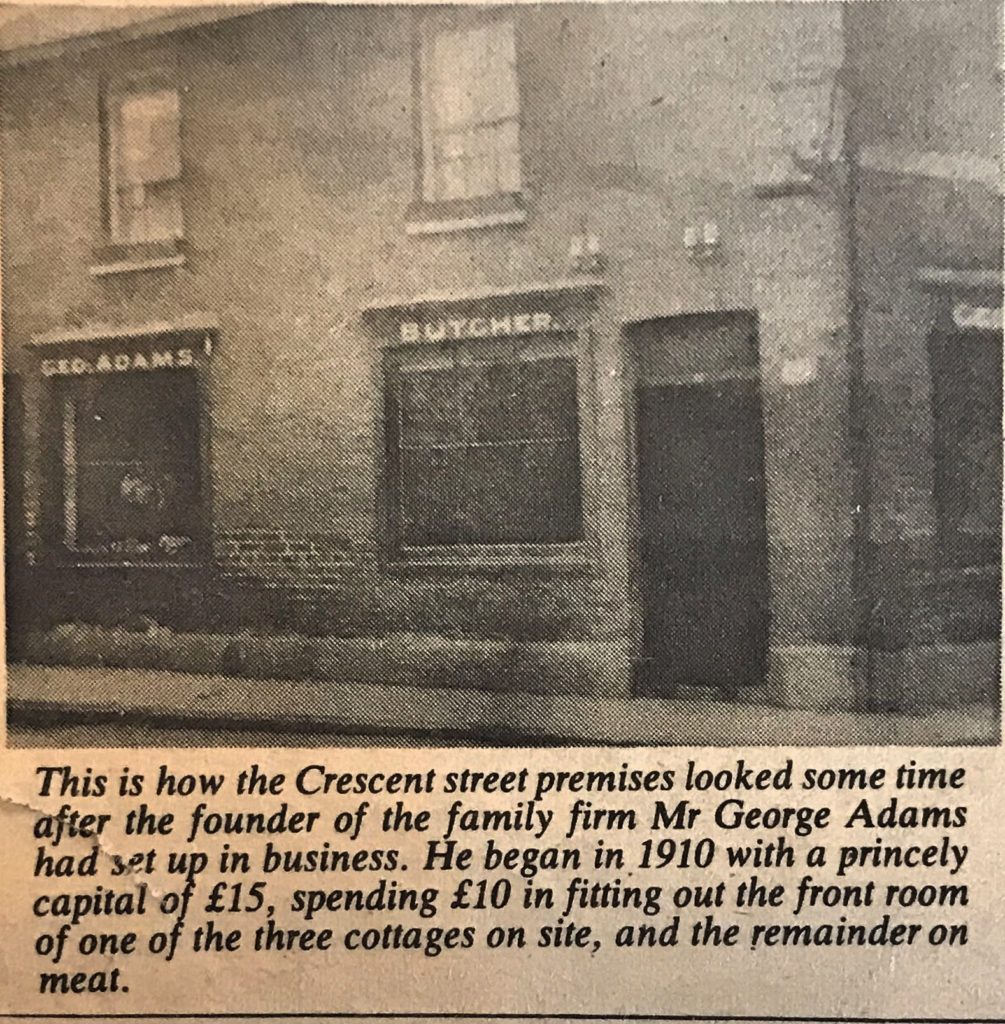 GEO. ADAMS.
BUTCHER.
GEO
This is how the Crescent street premises looked some time
after the founder of the family firm Mr George Adams
had set up in business. He began in 1910 with a princely
capital of £15, spending £10 in fitting out the front room
of one of the three cottages on site, and the remainder on
meat.